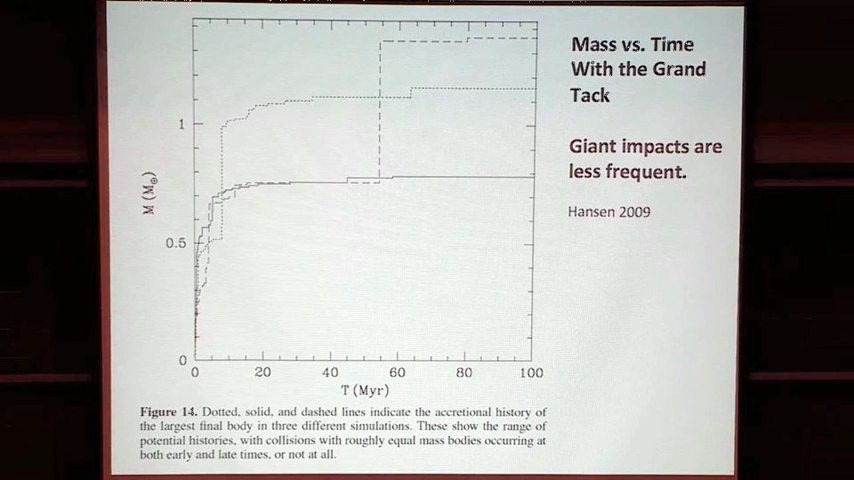 Mass vs. Time
With the Grand
Tack
Giant impacts are
less frequent.
Hansen 2009
1
0.5
0
M (M⊕)
0 20 40 60 80 100
T (Myr)
Figure 14. Dotted, solid, and dashed lines indicate the accretional history of
the largest final body in three different simulations. These show the range of
potential histories, with collisions with roughly equal mass bodies occurring at
both early and late times, or not at all.